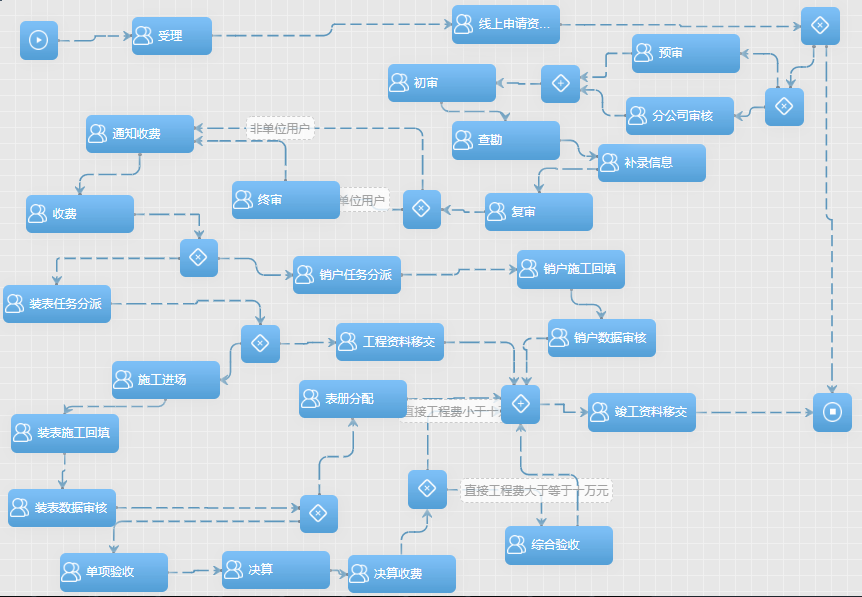 受理
线上申请资...
预审
初审
分公司审核
通知收费
非单位用户
查勘
补录信息
终审
单位用户
复审
收费
销户任务分派
销户施工回填
装表任务分派
工程资料移交
销户数据审核
施工进场
表册分配
直接工程费小于十
竣工资料移交
装表施工回填
装表数据审核
直接工程费大于等于十万元
综合验收
单项验收
决算
决算收费